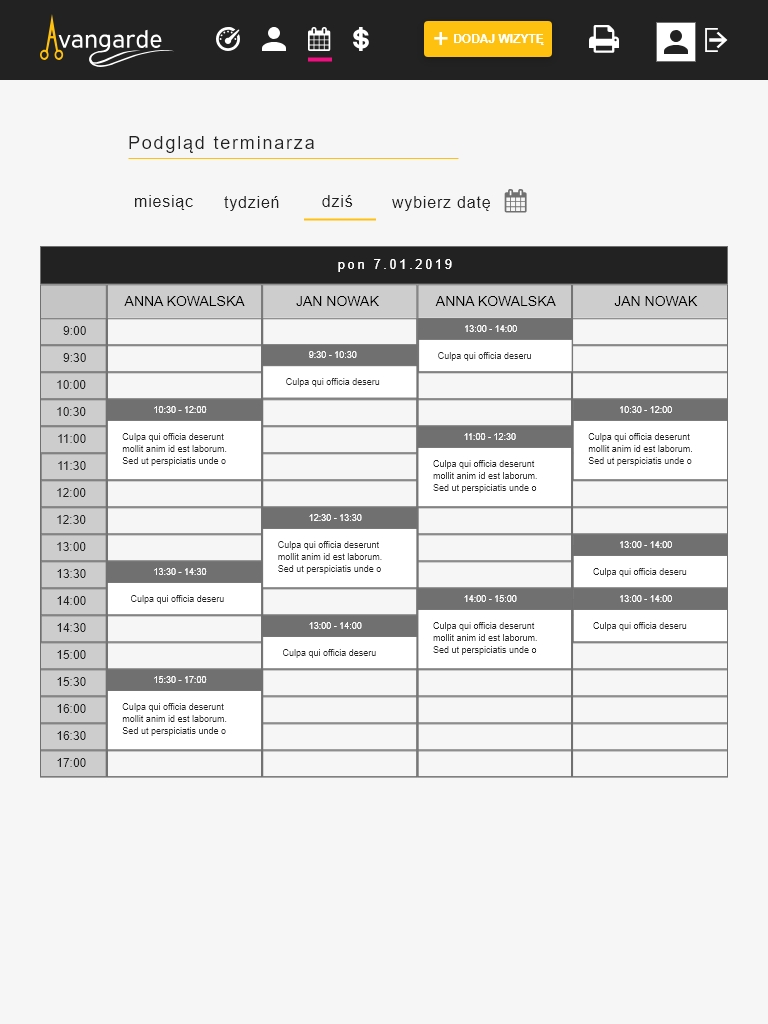 Avangarde
$
+ DODAJ WIZYTĘ
Podgląd terminarza
miesiąc tydzień dziś wybierz datę
pon 7.01.2019
ANNA KOWALSKA JAN NOWAK ANNA KOWALSKA JAN NOWAK
9:00
13:00 - 14:00
9:30
9:30 - 10:30
Culpa qui officia deseru
10:00
Culpa qui officia deseru
10:30
10:30 - 12:00
10:30 - 12:00
11:00
Culpa qui officia deserunt
mollit anim id est laborum.
Sed ut perspiciatis unde o
11:00 - 12:30
Culpa qui officia deserunt
mollit anim id est laborum.
Sed ut perspiciatis unde o
11:30
Culpa qui officia deserunt
mollit anim id est laborum.
Sed ut perspiciatis unde o
12:00
12:30
12:30 - 13:30
13:00
Culpa qui officia deserunt
mollit anim id est laborum.
Sed ut perspiciatis unde o
13:00 - 14:00
13:30
13:30 - 14:30
Culpa qui officia deseru
14:00
Culpa qui officia deseru
14:00 - 15:00
13:00 - 14:00
14:30
13:00 - 14:00
Culpa qui officia deserunt
mollit anim id est laborum.
Sed ut perspiciatis unde o
Culpa qui officia deseru
15:00
Culpa qui officia deseru
15:30
15:30 - 17:00
16:00
Culpa qui officia deserunt
mollit anim id est laborum.
Sed ut perspiciatis unde o
16:30
17:00